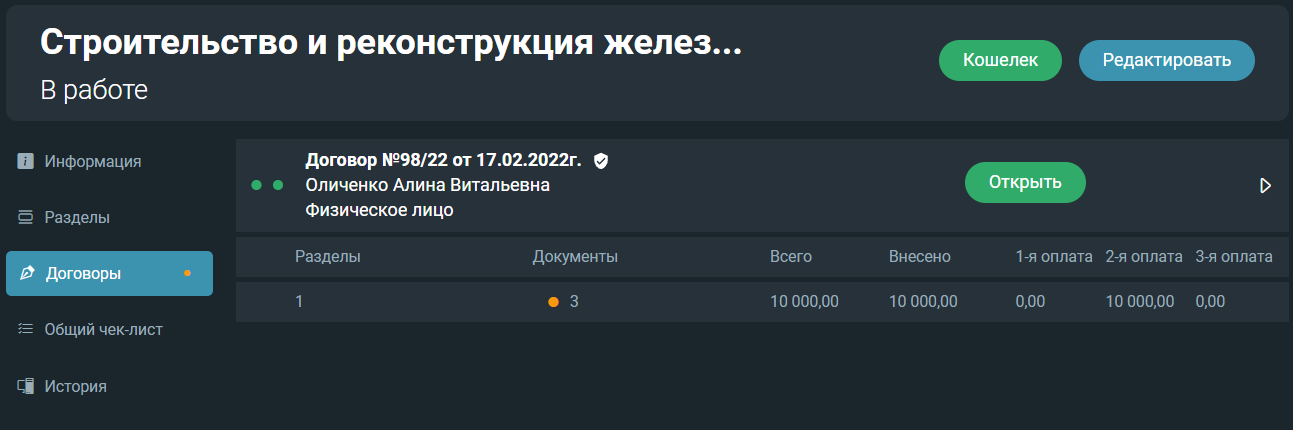 Строительство и реконструкция желез...
В работе
Кошелек
Редактировать
Информация
Разделы
Договоры
Общий чек-лист
История
Договор №98/22 от 17.02.2022г.
Оличенко Алина Витальевна
Физическое лицо
Открыть
Разделы Документы Всего Внесено 1-я оплата 2-я оплата 3-я оплата
1 3 10 000,00 10 000,00 0,00 10 000,00 0,00